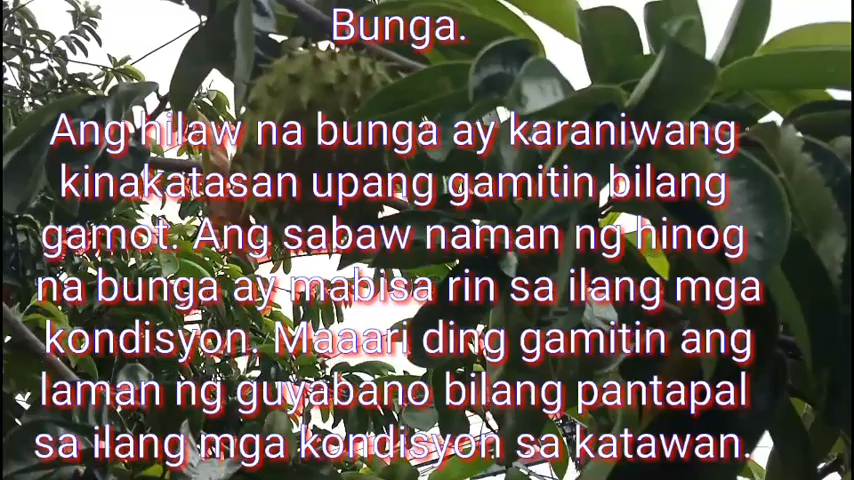 Bunga.
Ang hilaw na bunga ay karaniwang
kinakatasan upang gamitin bilang
gamot. Ang sabaw naman ng hinog
na bunga ay mabisa rin sa ilang mga
kondisyon. Maaari ding gamitin ang
laman ng guyabano bilang pantapal
sa ilang mga kondisyon sa katawan.